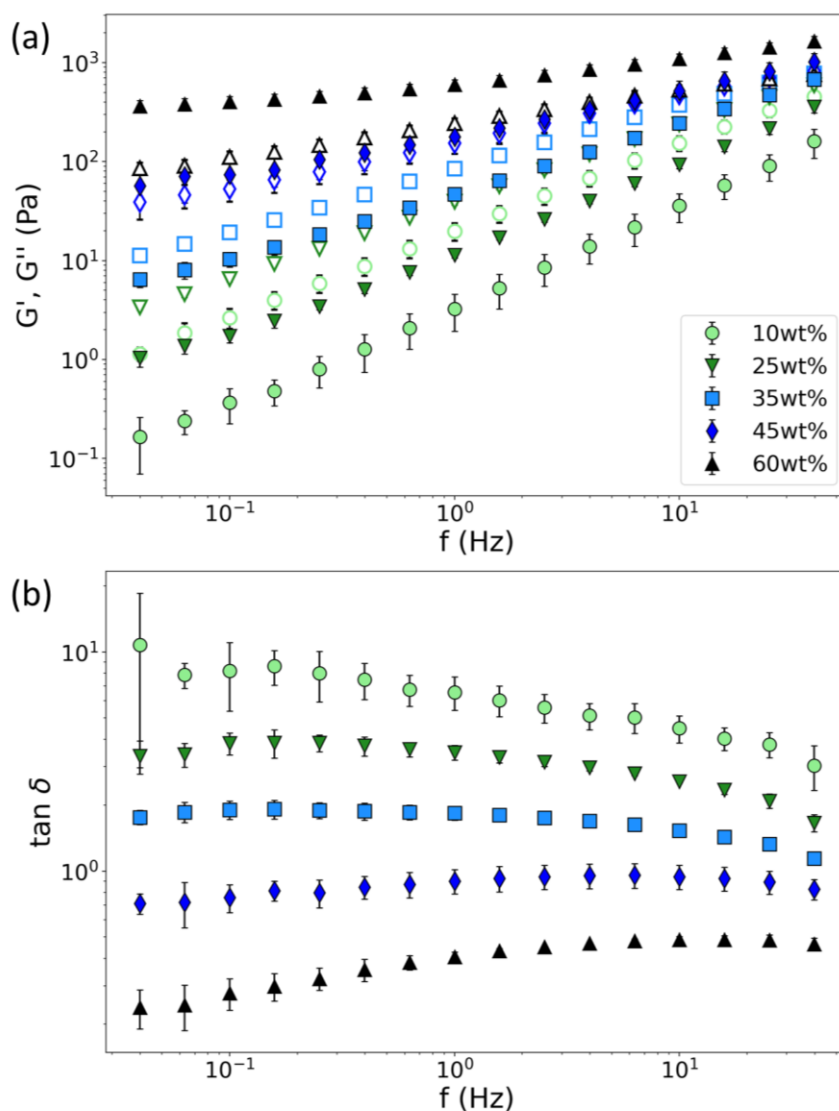 (a)
10³
10²
10¹
10⁰
10⁻¹
G', G'' (Pa)
10wt%
25wt%
35wt%
45wt%
60wt%
10⁻¹
10⁰
10¹
f (Hz)
(b)
10¹
10⁰
tan δ
10⁻¹
10⁰
10¹
f (Hz)